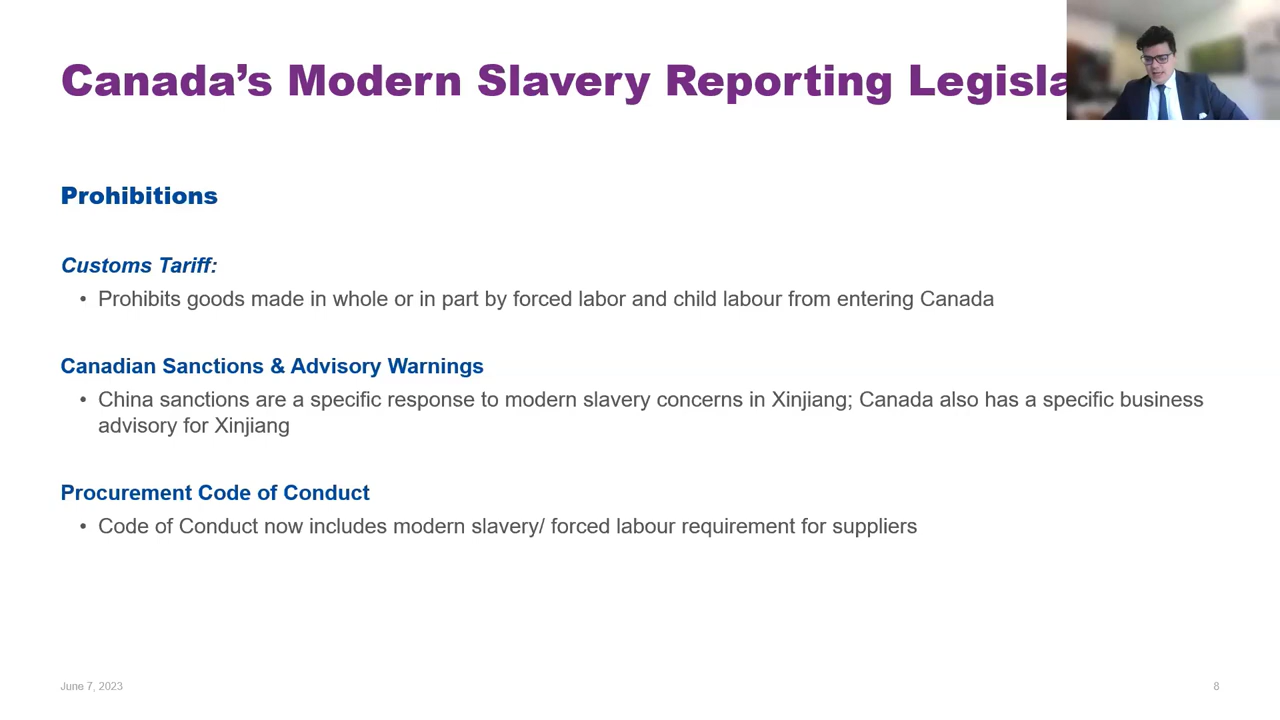 Canada’s Modern Slavery Reporting
Prohibitions
Customs Tariff:
• Prohibits goods made in whole or in part by forced labor and child labour from entering Canada
Canadian Sanctions & Advisory Warnings
• China sanctions are a specific response to modern slavery concerns in Xinjiang; Canada also has a specific business
advisory for Xinjiang
Procurement Code of Conduct
• Code of Conduct now includes modern slavery/ forced labour requirement for suppliers
June 7, 2023
8